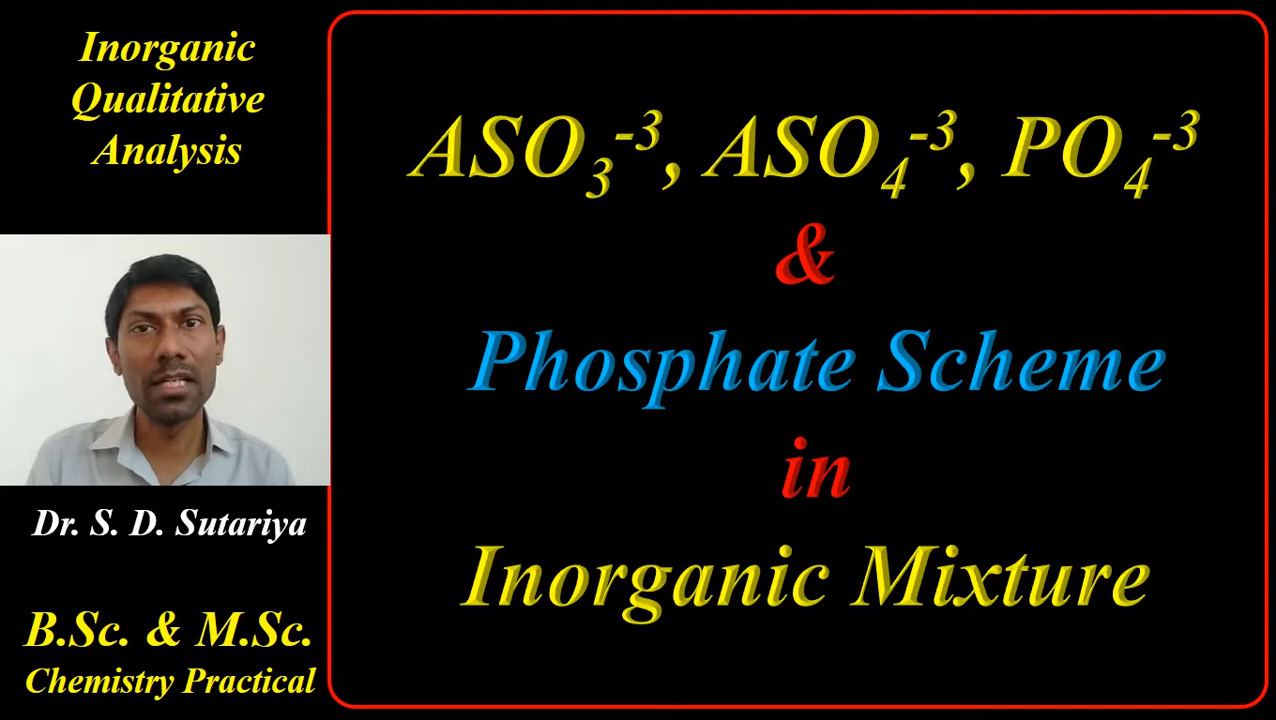 Inorganic
Qualitative
Analysis
Dr. S. D. Sutariya
B.Sc. & M.Sc.
Chemistry Practical
ASO₃⁻³, ASO₄⁻³, PO₄⁻³
&
Phosphate Scheme
in
Inorganic Mixture